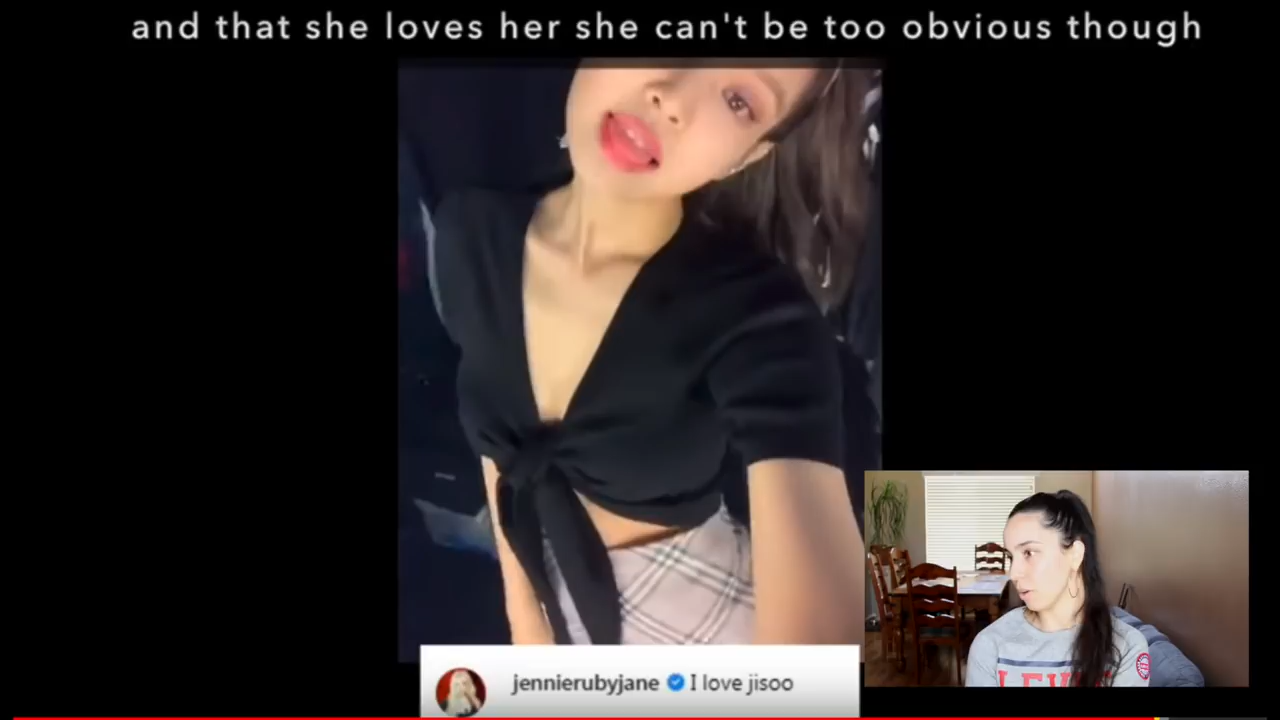 and that she loves her she can't be too obvious though
jennierubyjane I love jisoo